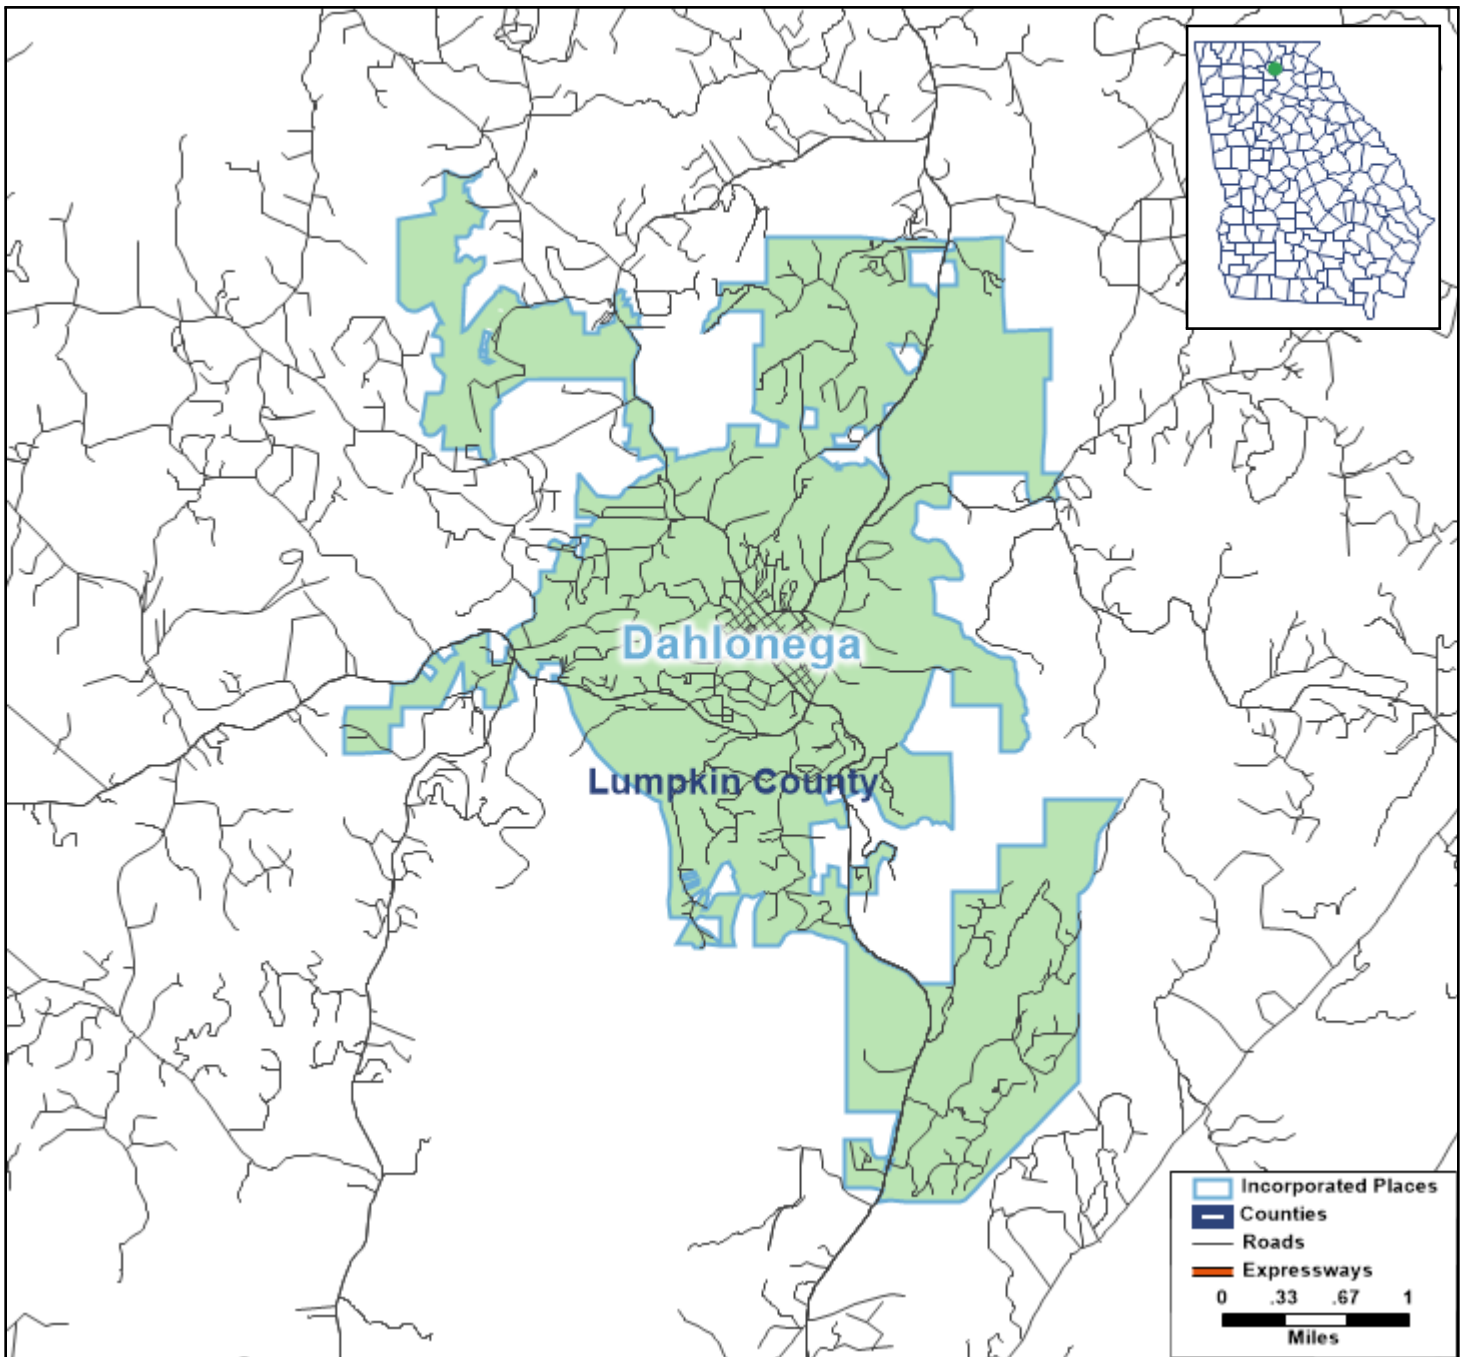 Dahlonega
Lumpkin County
Incorporated Places
Counties
Roads
Expressways
0 .33 .67 1
Miles